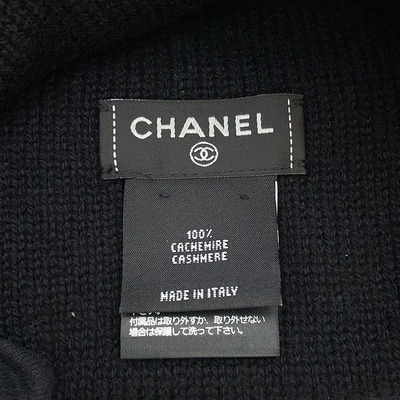 CHANEL
100%
CACHEMIRE
CASHMERE
MADE IN ITALY
付属品は取り外すか、取り外せない
場合は保護して洗って下さい。